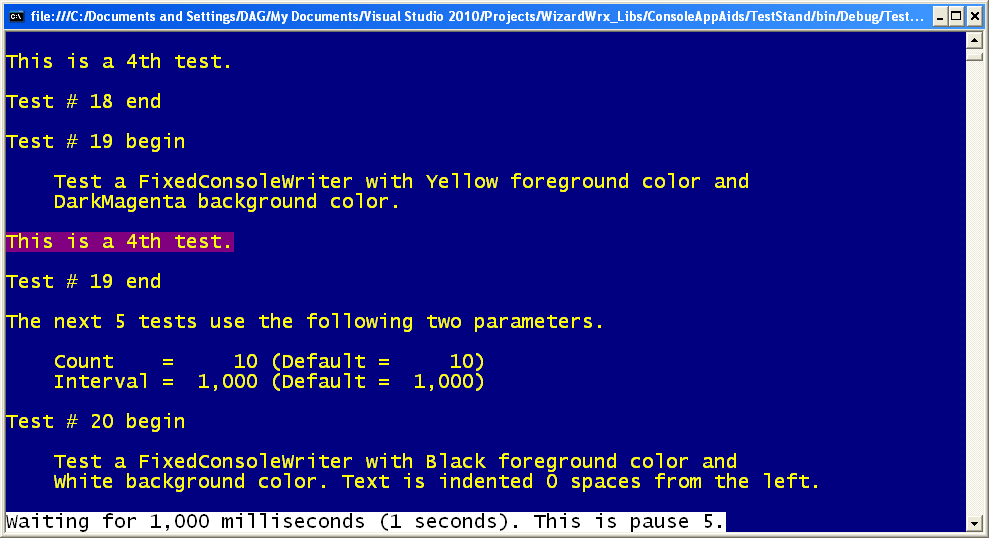 file:///C:/Documents and Settings/DAG/My Documents/Visual Studio 2010/Projects/WizardWrx_Libs/ConsoleAppAids/TestStand/bin/Debug/Test...
This is a 4th test.
Test # 18 end
Test # 19 begin
Test a FixedConsoleWriter with Yellow foreground color and
DarkMagenta background color.
This is a 4th test.
Test # 19 end
The next 5 tests use the following two parameters.
Count    =     10 (Default =     10)
Interval =  1,000 (Default =  1,000)
Test # 20 begin
Test a FixedConsoleWriter with Black foreground color and
White background color. Text is indented 0 spaces from the left.
Waiting for 1,000 milliseconds (1 seconds). This is pause 5.